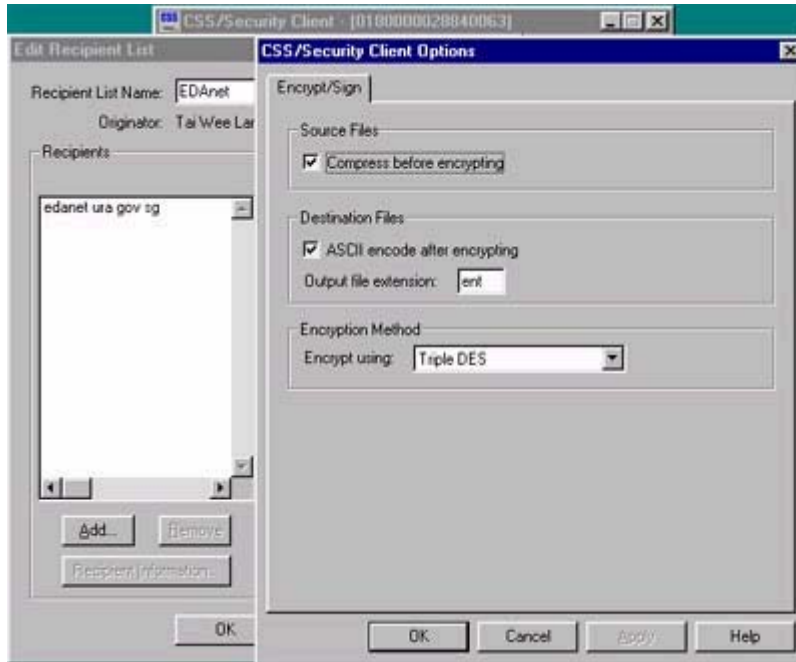 CSS/Security Client - [0100000028840063]
Edit Recipient List
Recipient List Name: EDAnet
Originator: Tai Wee Lar
Recipients
edanet ura gov sg
Add...
Remove
Recipient Information...
OK
CSS/Security Client Options
Encrypt/Sign
Source Files
Compress before encrypting
Destination Files
ASCII encode after encrypting
Output file extension: ent
Encryption Method
Encrypt using: Triple DES
OK
Cancel
Apply
Help